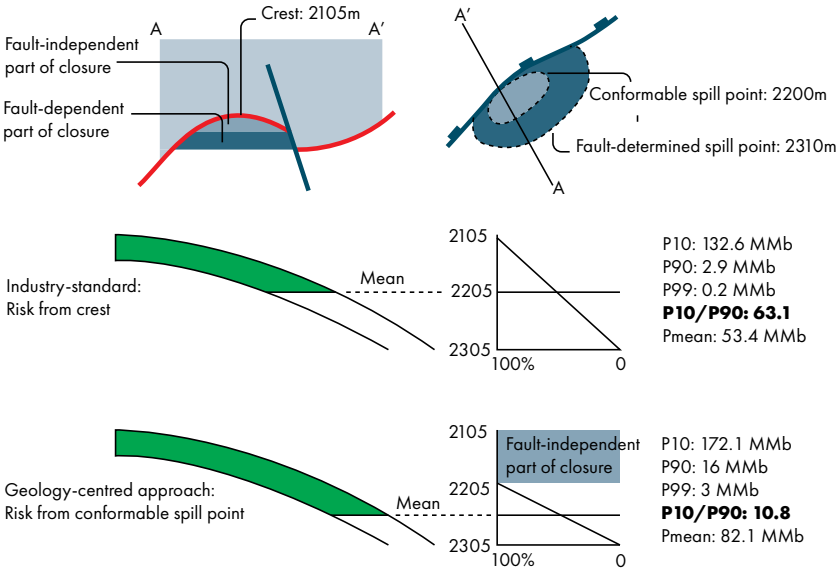 Crest: 2105m
A
A’
Fault-independent
part of closure
Fault-dependent
part of closure
A’
Conformable spill point: 2200m
Fault-determined spill point: 2310m
A
Industry-standard:
Risk from crest
Mean
2105
2205
2305
100%
0
P10: 132.6 MMb
P90: 2.9 MMb
P99: 0.2 MMb
P10/P90: 63.1
Pmean: 53.4 MMb
Geology-centred approach:
Risk from conformable spill point
Mean
2105
Fault-independent
part of closure
2205
2305
100%
0
P10: 172.1 MMb
P90: 16 MMb
P99: 3 MMb
P10/P90: 10.8
Pmean: 82.1 MMb